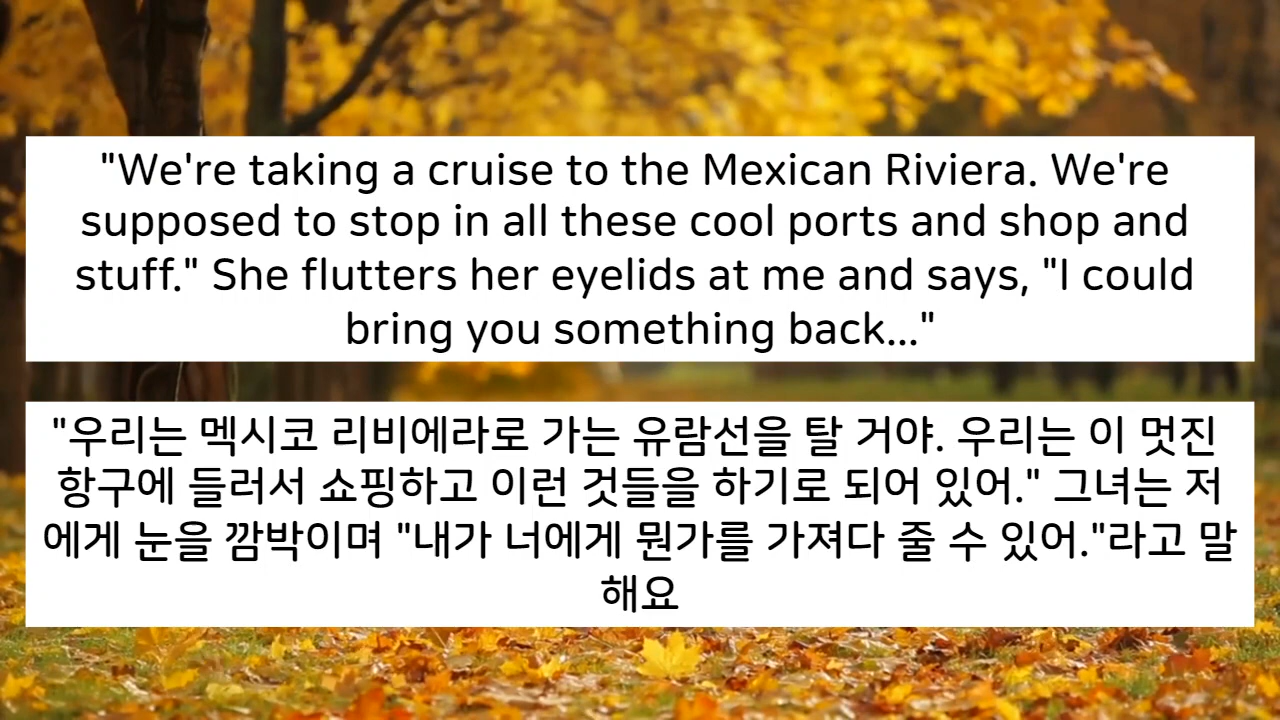 "We're taking a cruise to the Mexican Riviera. We're
supposed to stop in all these cool ports and shop and
stuff." She flutters her eyelids at me and says, "I could
bring you something back..."
"우리는 멕시코 리비에라로 가는 유람선을 탈 거야. 우리는 이 멋진
항구에 들러서 쇼핑하고 이런 것들을 하기로 되어 있어." 그녀는 저
에게 눈을 깜박이며 "내가 너에게 뭔가를 가져다 줄 수 있어."라고 말
해요